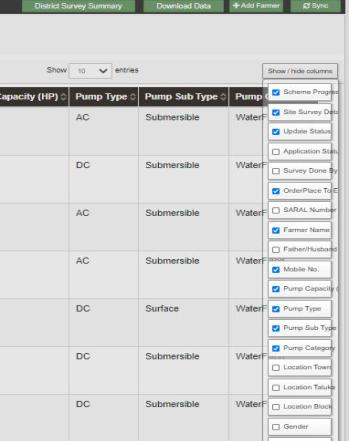 District Survey Summary Download Data + Add Farmer Sync
Show 10 entries Show / hide columns
Capacity (HP) Pump Type Pump Sub Type Pump
AC Submersible WaterF
DC Submersible WaterF
AC Submersible WaterF
AC Submersible WaterF
DC Surface WaterF
DC Submersible WaterF
DC Submersible WaterF
Scheme Progres
Site Survey Deta
Update Status
Application Statu
Survey Done By
OrderPlace To E
SARAL Number
Farmer Name
Father/Husband
Mobile No.
Pump Capacity (
Pump Type
Pump Sub Type
Pump Category
Location Town
Location Taluka
Location Block
Gender